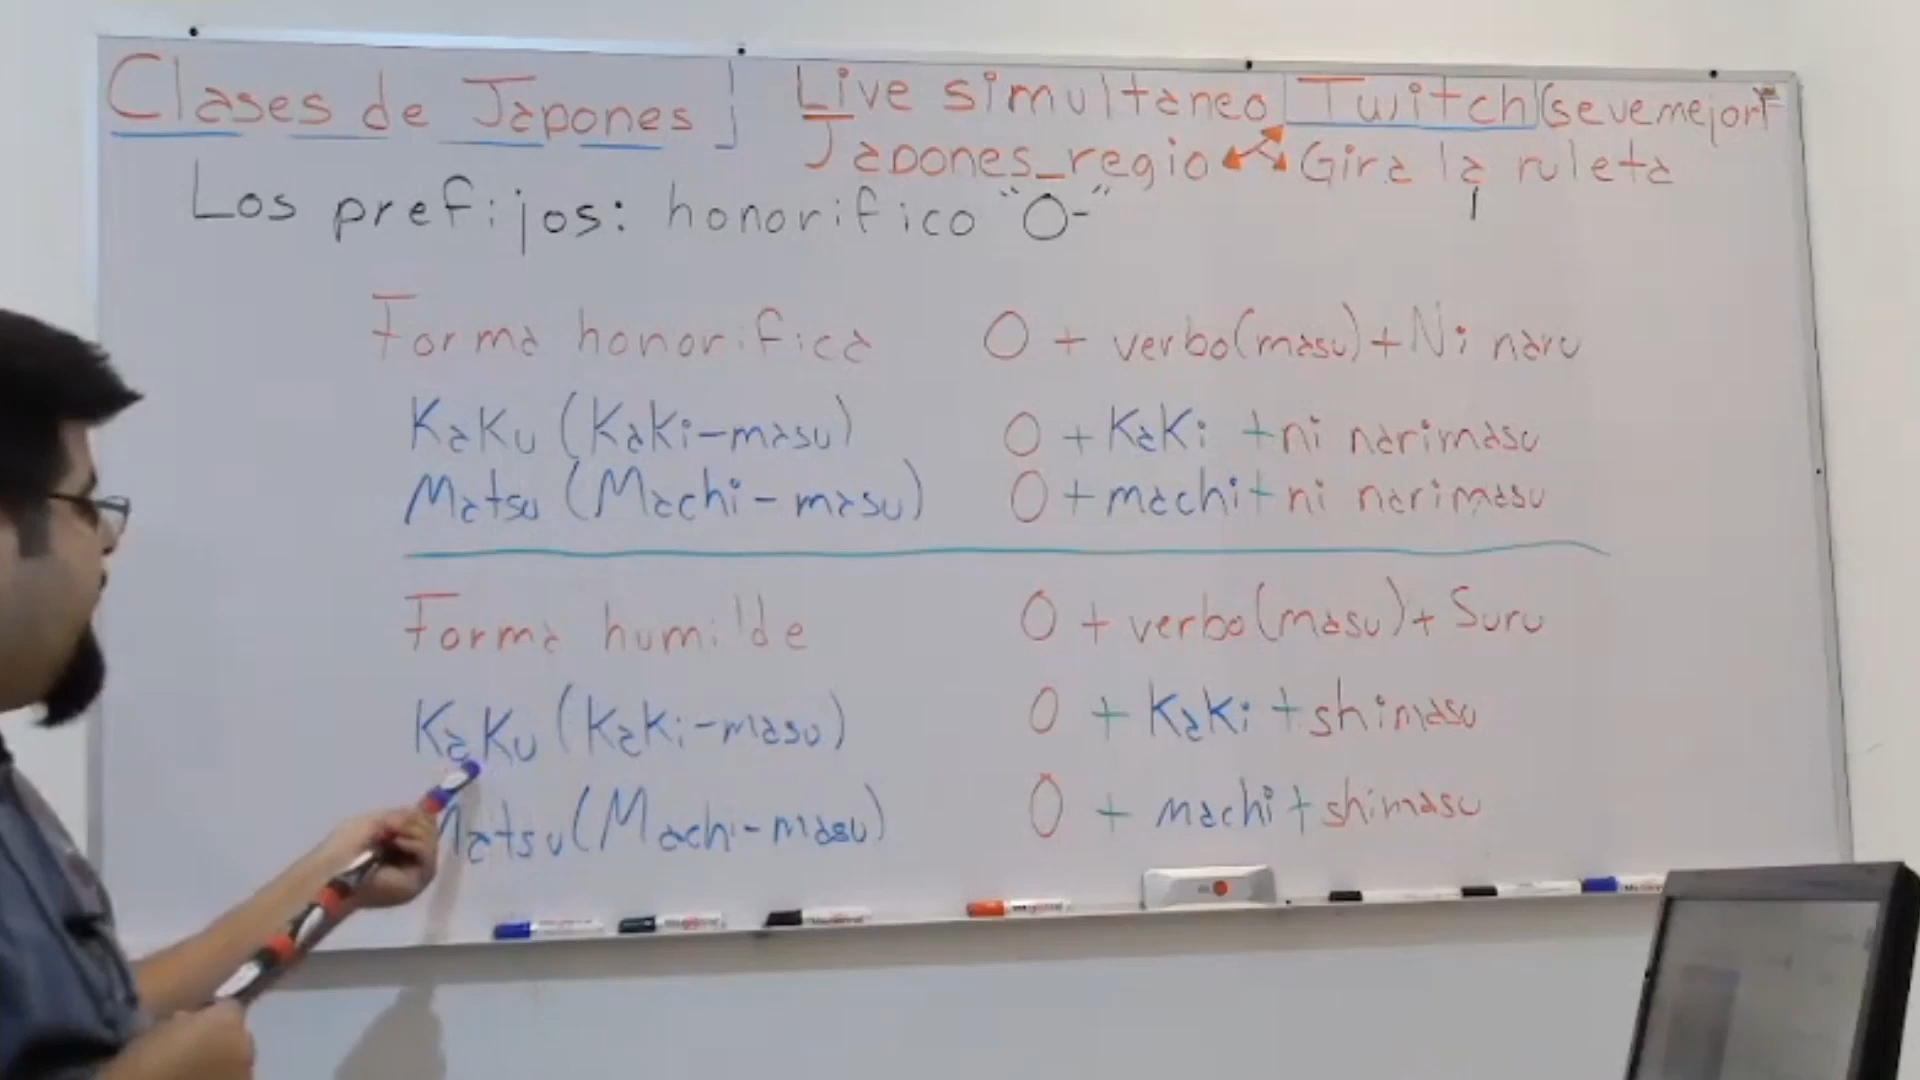 Clases de Japones
Live simultaneo Twitch (se ve mejor
Japones_regio Gira la ruleta
Los prefijos: honorifico "O-"
Forma honorifica O + verbo(masu) + Ni naru
Kaku (Kaki-masu) O + Kaki + ni narimasu
Matsu (Machi-masu) O + machi + ni narimasu
Forma humilde O + verbo(masu) + Suru
Kaku (Kaki-masu) O + Kaki + shimasu
Matsu (Machi-masu) O + machi + shimasu